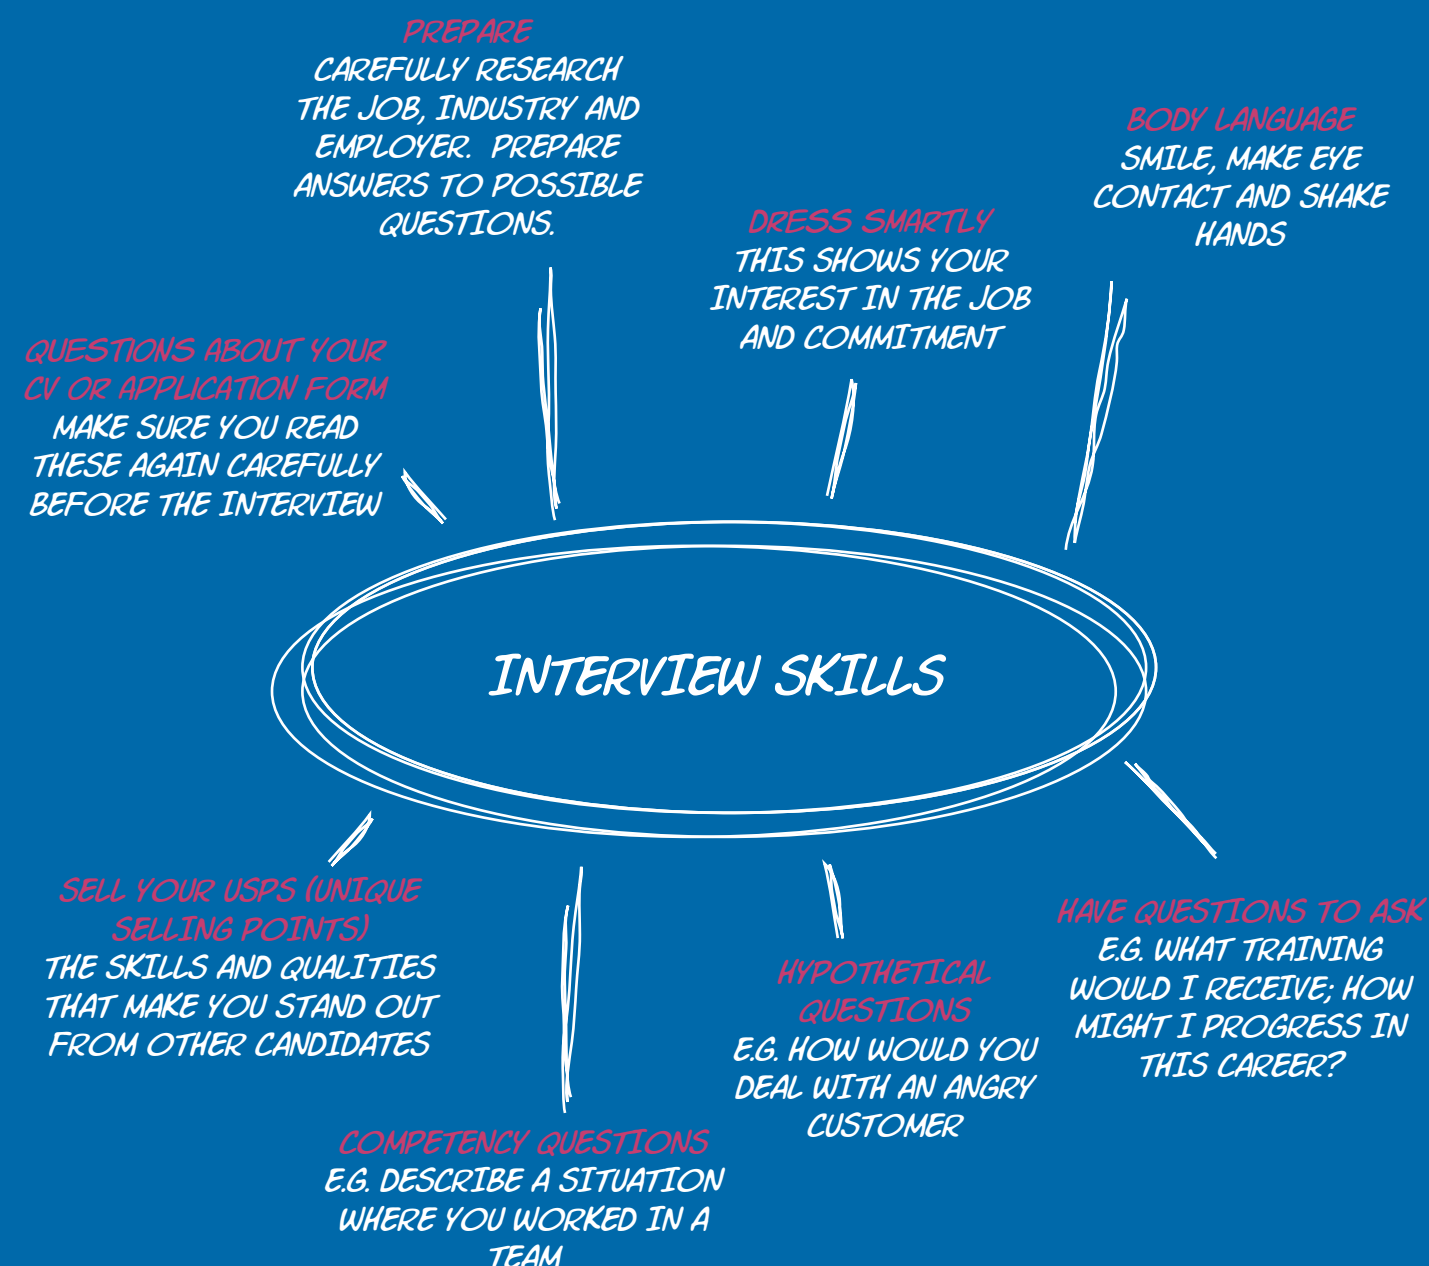 PREPARE
CAREFULLY RESEARCH
THE JOB, INDUSTRY AND
EMPLOYER. PREPARE
ANSWERS TO POSSIBLE
QUESTIONS.
BODY LANGUAGE
SMILE, MAKE EYE
CONTACT AND SHAKE
HANDS
DRESS SMARTLY
THIS SHOWS YOUR
INTEREST IN THE JOB
AND COMMITMENT
QUESTIONS ABOUT YOUR
CV OR APPLICATION FORM
MAKE SURE YOU READ
THESE AGAIN CAREFULLY
BEFORE THE INTERVIEW
INTERVIEW SKILLS
SELL YOUR USPS (UNIQUE
SELLING POINTS)
THE SKILLS AND QUALITIES
THAT MAKE YOU STAND OUT
FROM OTHER CANDIDATES
HAVE QUESTIONS TO ASK
E.G. WHAT TRAINING
WOULD I RECEIVE; HOW
MIGHT I PROGRESS IN
THIS CAREER?
HYPOTHETICAL
QUESTIONS
E.G. HOW WOULD YOU
DEAL WITH AN ANGRY
CUSTOMER
COMPETENCY QUESTIONS
E.G. DESCRIBE A SITUATION
WHERE YOU WORKED IN A
TEAM